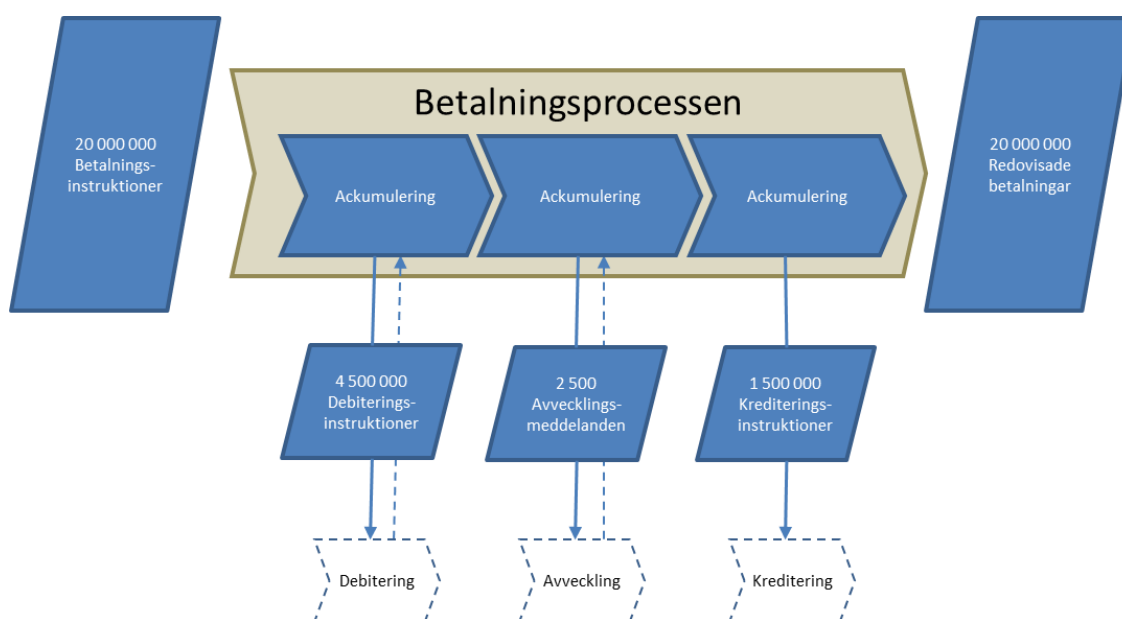 20 000 000
Betalnings-
instruktioner
Betalningsprocessen
Ackumulering
Ackumulering
Ackumulering
20 000 000
Redovisade
betalningar
4 500 000
Debiterings-
instruktioner
2 500
Avvecklings-
meddelanden
1 500 000
Krediterings-
instruktioner
Debitering
Avveckling
Kreditering